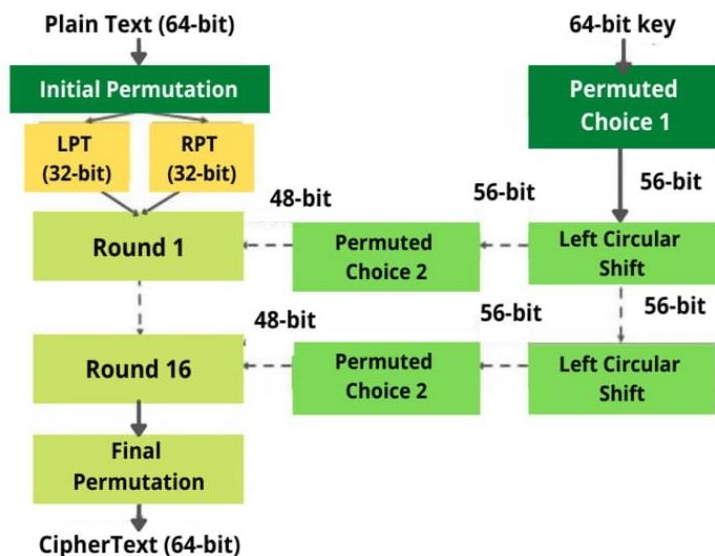 Plain Text (64-bit)
64-bit key
Initial Permutation
Permuted
Choice 1
LPT
(32-bit)
RPT
(32-bit)
56-bit
48-bit
56-bit
Round 1
Permuted
Choice 2
Left Circular
Shift
56-bit
48-bit
56-bit
Round 16
Permuted
Choice 2
Left Circular
Shift
Final
Permutation
CipherText (64-bit)